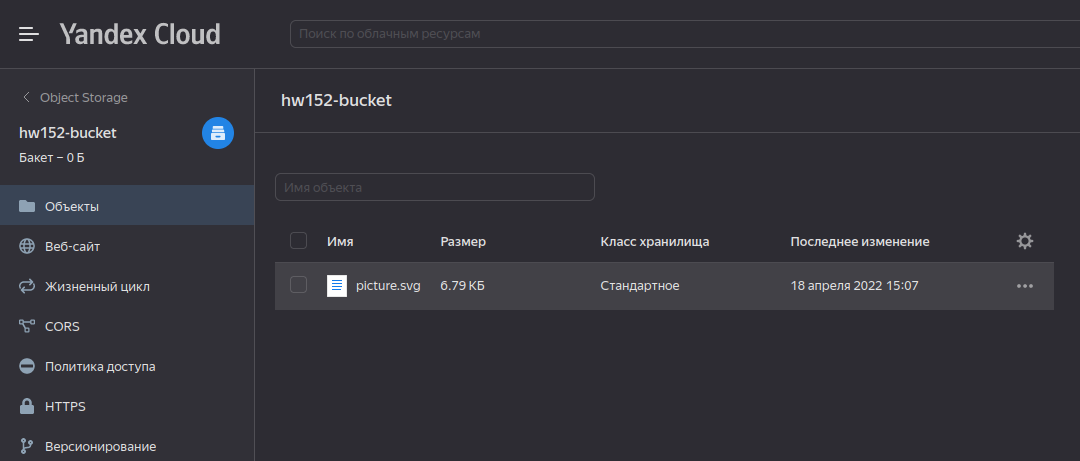 Yandex Cloud
Поиск по облачным ресурсам
Object Storage
hw152-bucket
Бакет – 0 Б
Объекты
Веб-сайт
Жизненный цикл
CORS
Политика доступа
HTTPS
Версионирование
hw152-bucket
Имя объекта
Имя Размер Класс хранилища Последнее изменение
picture.svg 6.79 КБ Стандартное 18 апреля 2022 15:07